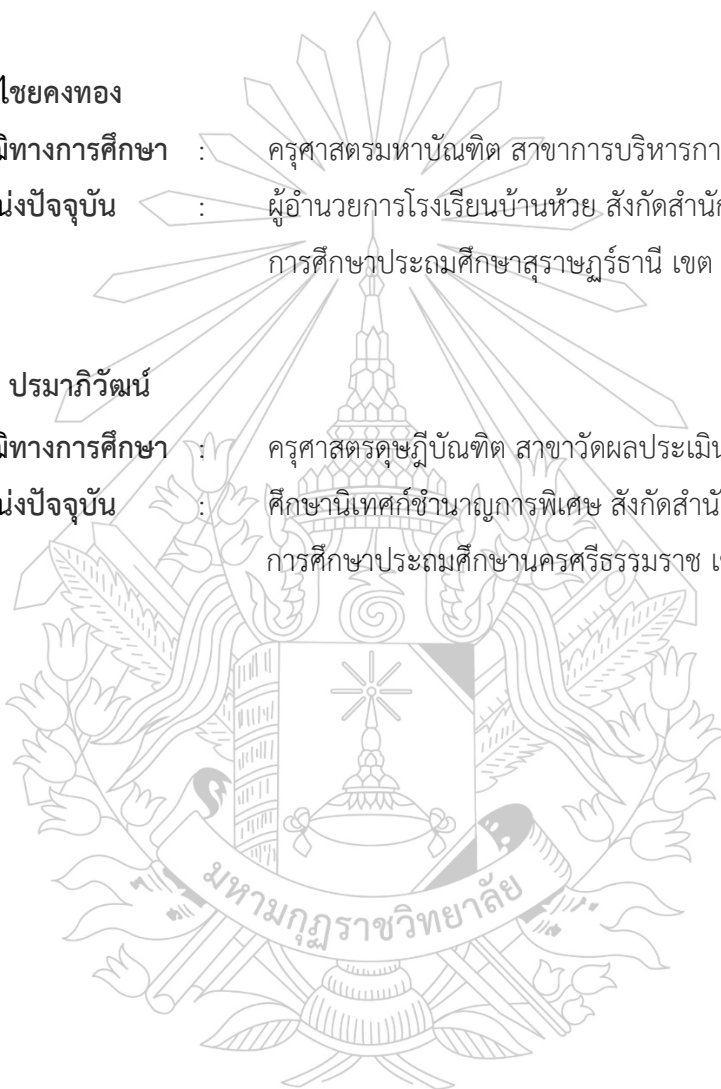 ไชยคงทอง
มิทางการศึกษา : ครุศาสตรมหาบัณฑิต สาขาการบริหารกา
น่งปัจจุบัน : ผู้อำนวยการโรงเรียนบ้านห้วย สังกัดสำนัก
การศึกษาประถมศึกษาสุราษฎร์ธานี เขต
ปรมาภิวัฒน์
มิทางการศึกษา : ครุศาสตรดุษฎีบัณฑิต สาขาวัดผลประเมิน
น่งปัจจุบัน : ศึกษานิเทศก์ชำนาญการพิเศษ สังกัดสำนั
การศึกษาประถมศึกษานครศรีธรรมราช เ
มหามกุฏราชวิทยาลัย